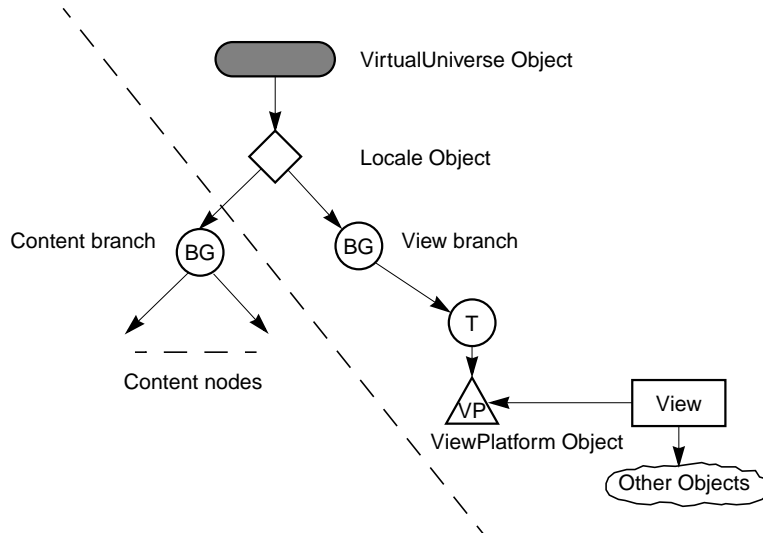 VirtualUniverse Object
Locale Object
Content branch
BG
BG
View branch
T
Content nodes
VP
View
ViewPlatform Object
Other Objects